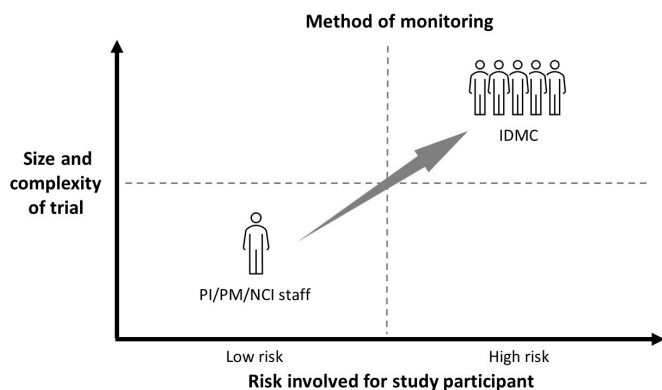 Method of monitoring
IDMC
Size and
complexity
of trial
PI/PM/NCI staff
Low risk
High risk
Risk involved for study participant